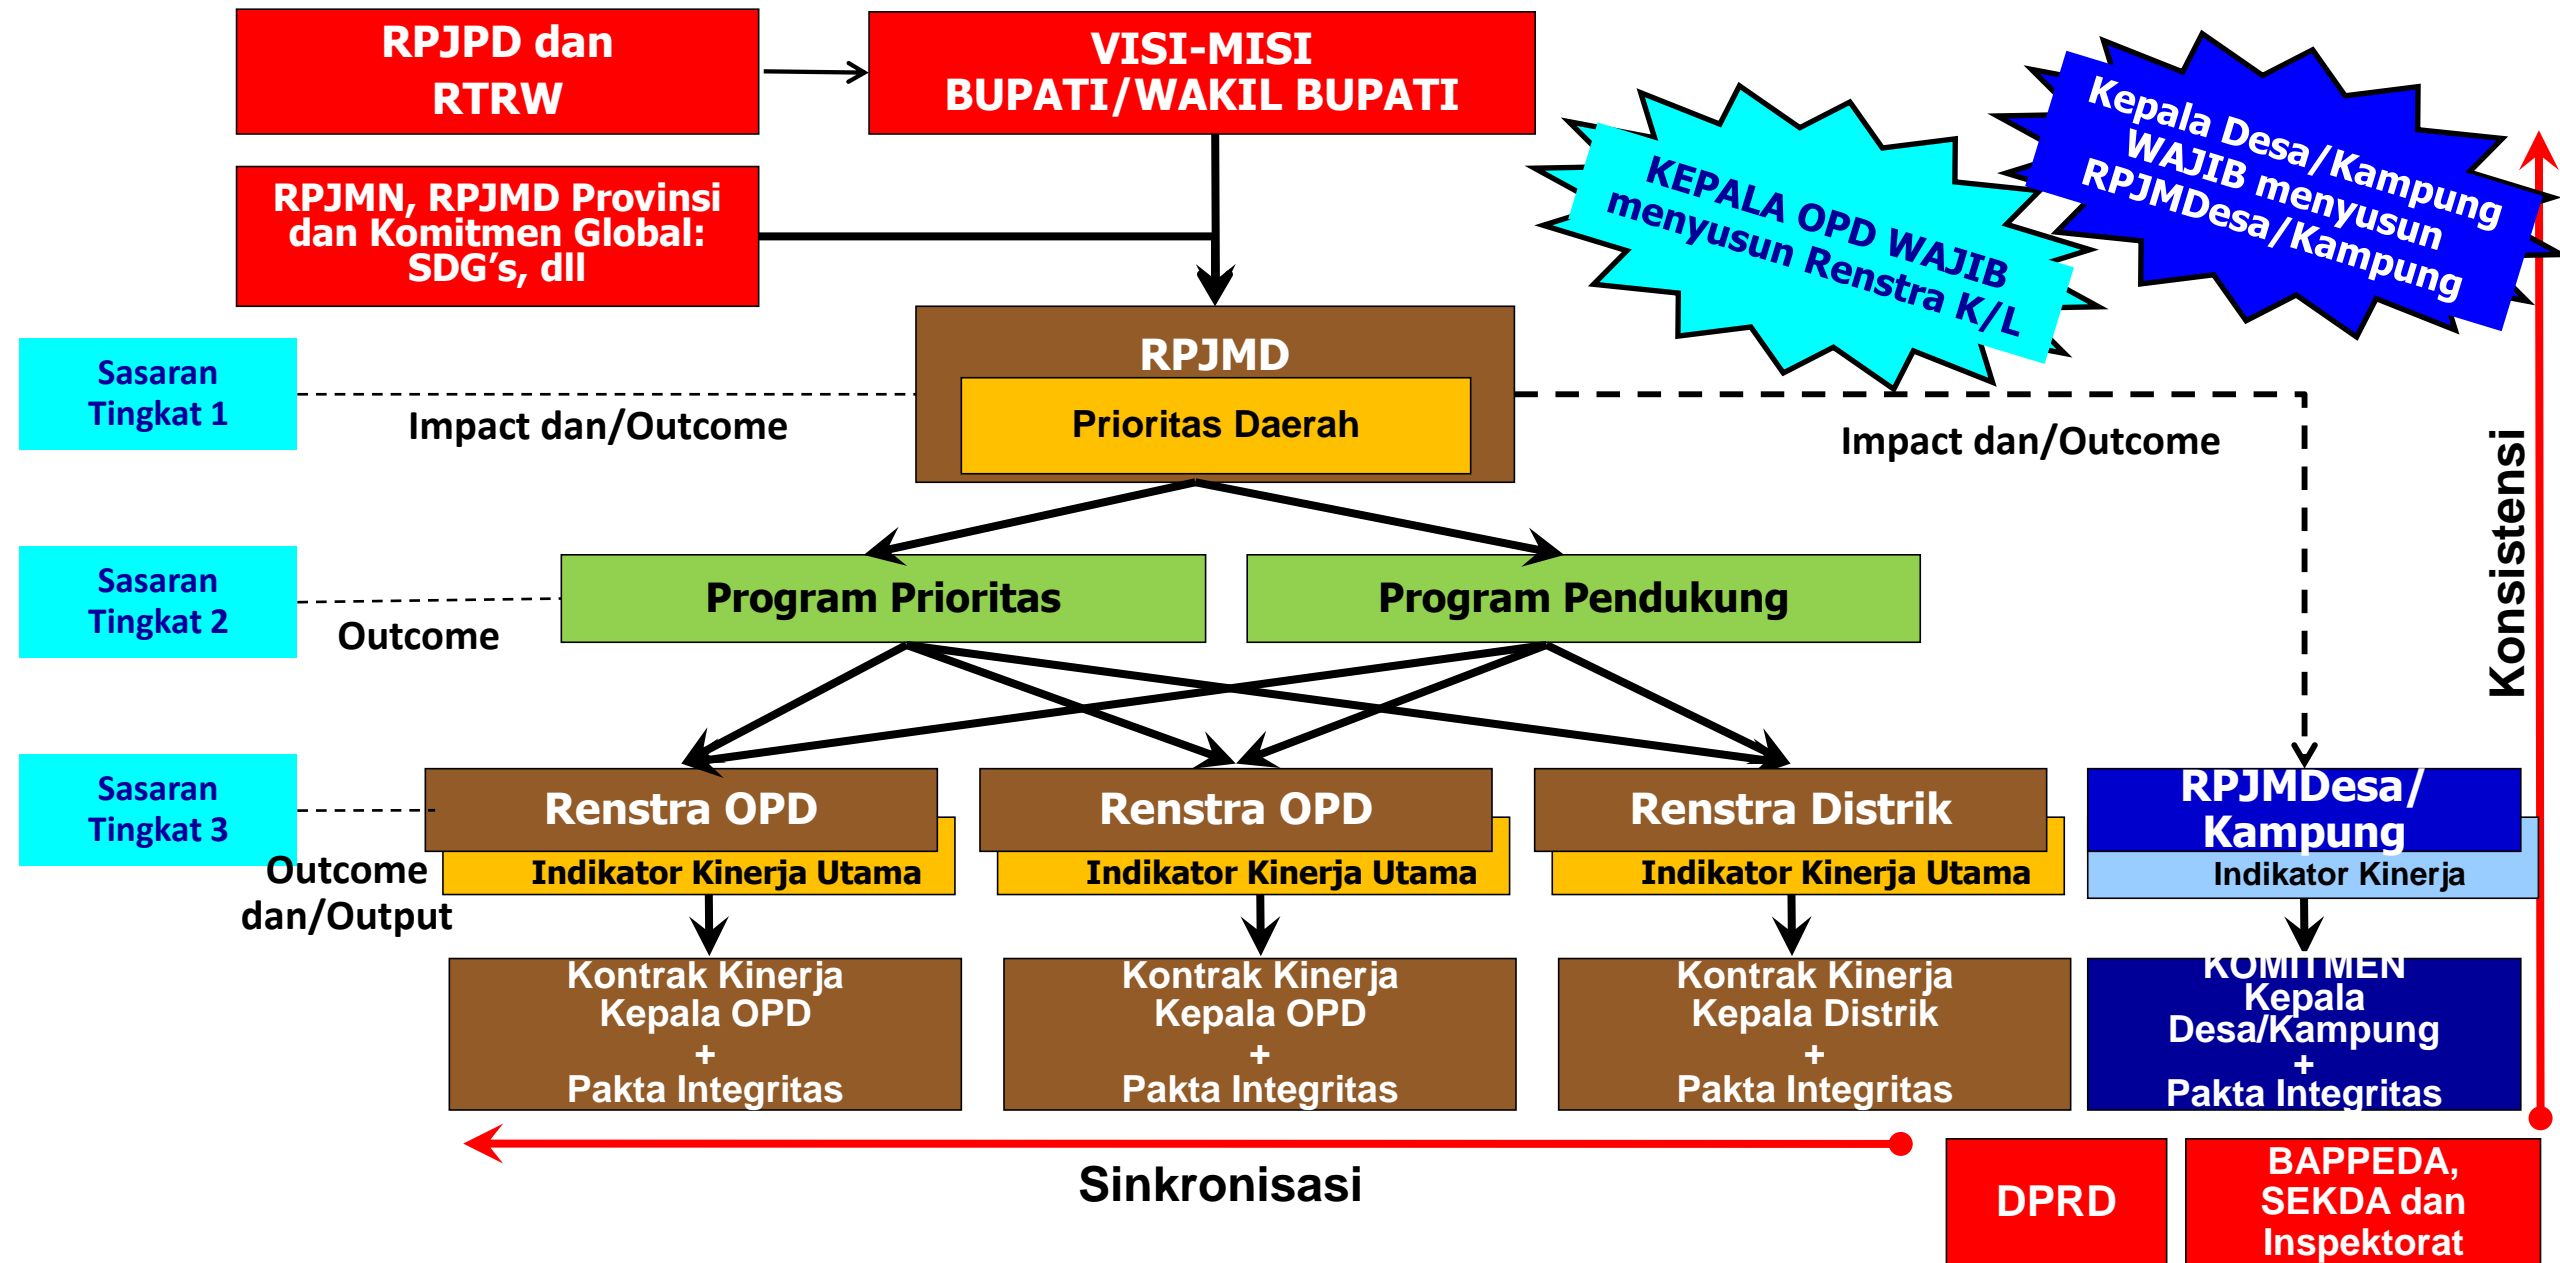 RPJPD dan
RTRW
VISI-MISI
BUPATI/WAKIL BUPATI
RPJMN, RPJMD Provinsi
dan Komitmen Global:
SDG’s, dll
KEPALA OPD WAJIB
menyusun Renstra K/L
Kepala Desa/Kampung
WAJIB menyusun
RPJMDesa/Kampung
Sasaran
Tingkat 1
Impact dan/Outcome
RPJMD
Prioritas Daerah
Impact dan/Outcome
Konsistensi
Sasaran
Tingkat 2
Outcome
Program Prioritas
Program Pendukung
Sasaran
Tingkat 3
Outcome
dan/Output
Renstra OPD
Indikator Kinerja Utama
Renstra OPD
Indikator Kinerja Utama
Renstra Distrik
Indikator Kinerja Utama
RPJMDesa/
Kampung
Indikator Kinerja
Kontrak Kinerja
Kepala OPD
+
Pakta Integritas
Kontrak Kinerja
Kepala OPD
+
Pakta Integritas
Kontrak Kinerja
Kepala Distrik
+
Pakta Integritas
KOMITMEN
Kepala
Desa/Kampung
+
Pakta Integritas
Sinkronisasi
DPRD
BAPPEDA,
SEKDA dan
Inspektorat